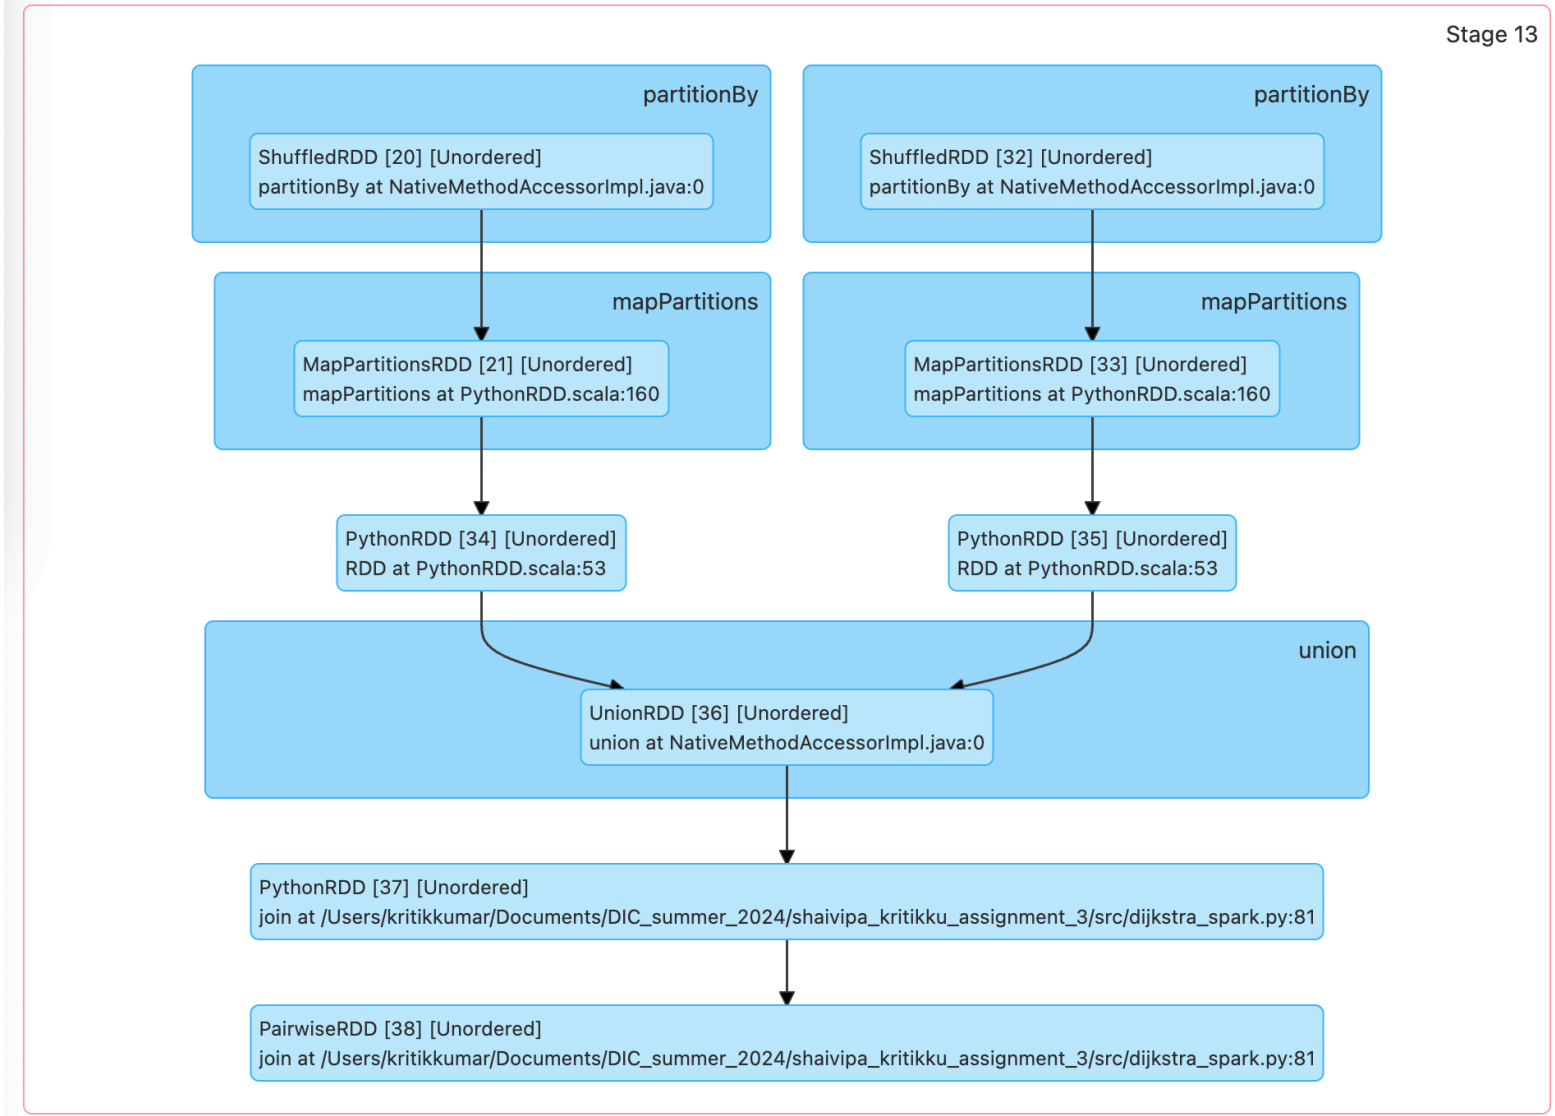 Stage 13
partitionBy
ShuffledRDD [20] [Unordered]
partitionBy at NativeMethodAccessorImpl.java:0
partitionBy
ShuffledRDD [32] [Unordered]
partitionBy at NativeMethodAccessorImpl.java:0
mapPartitions
MapPartitionsRDD [21] [Unordered]
mapPartitions at PythonRDD.scala:160
mapPartitions
MapPartitionsRDD [33] [Unordered]
mapPartitions at PythonRDD.scala:160
PythonRDD [34] [Unordered]
RDD at PythonRDD.scala:53
PythonRDD [35] [Unordered]
RDD at PythonRDD.scala:53
union
UnionRDD [36] [Unordered]
union at NativeMethodAccessorImpl.java:0
PythonRDD [37] [Unordered]
join at /Users/kritikkumar/Documents/DIC_summer_2024/shaivipa_kritikku_assignment_3/src/dijkstra_spark.py:81
PairwiseRDD [38] [Unordered]
join at /Users/kritikkumar/Documents/DIC_summer_2024/shaivipa_kritikku_assignment_3/src/dijkstra_spark.py:81